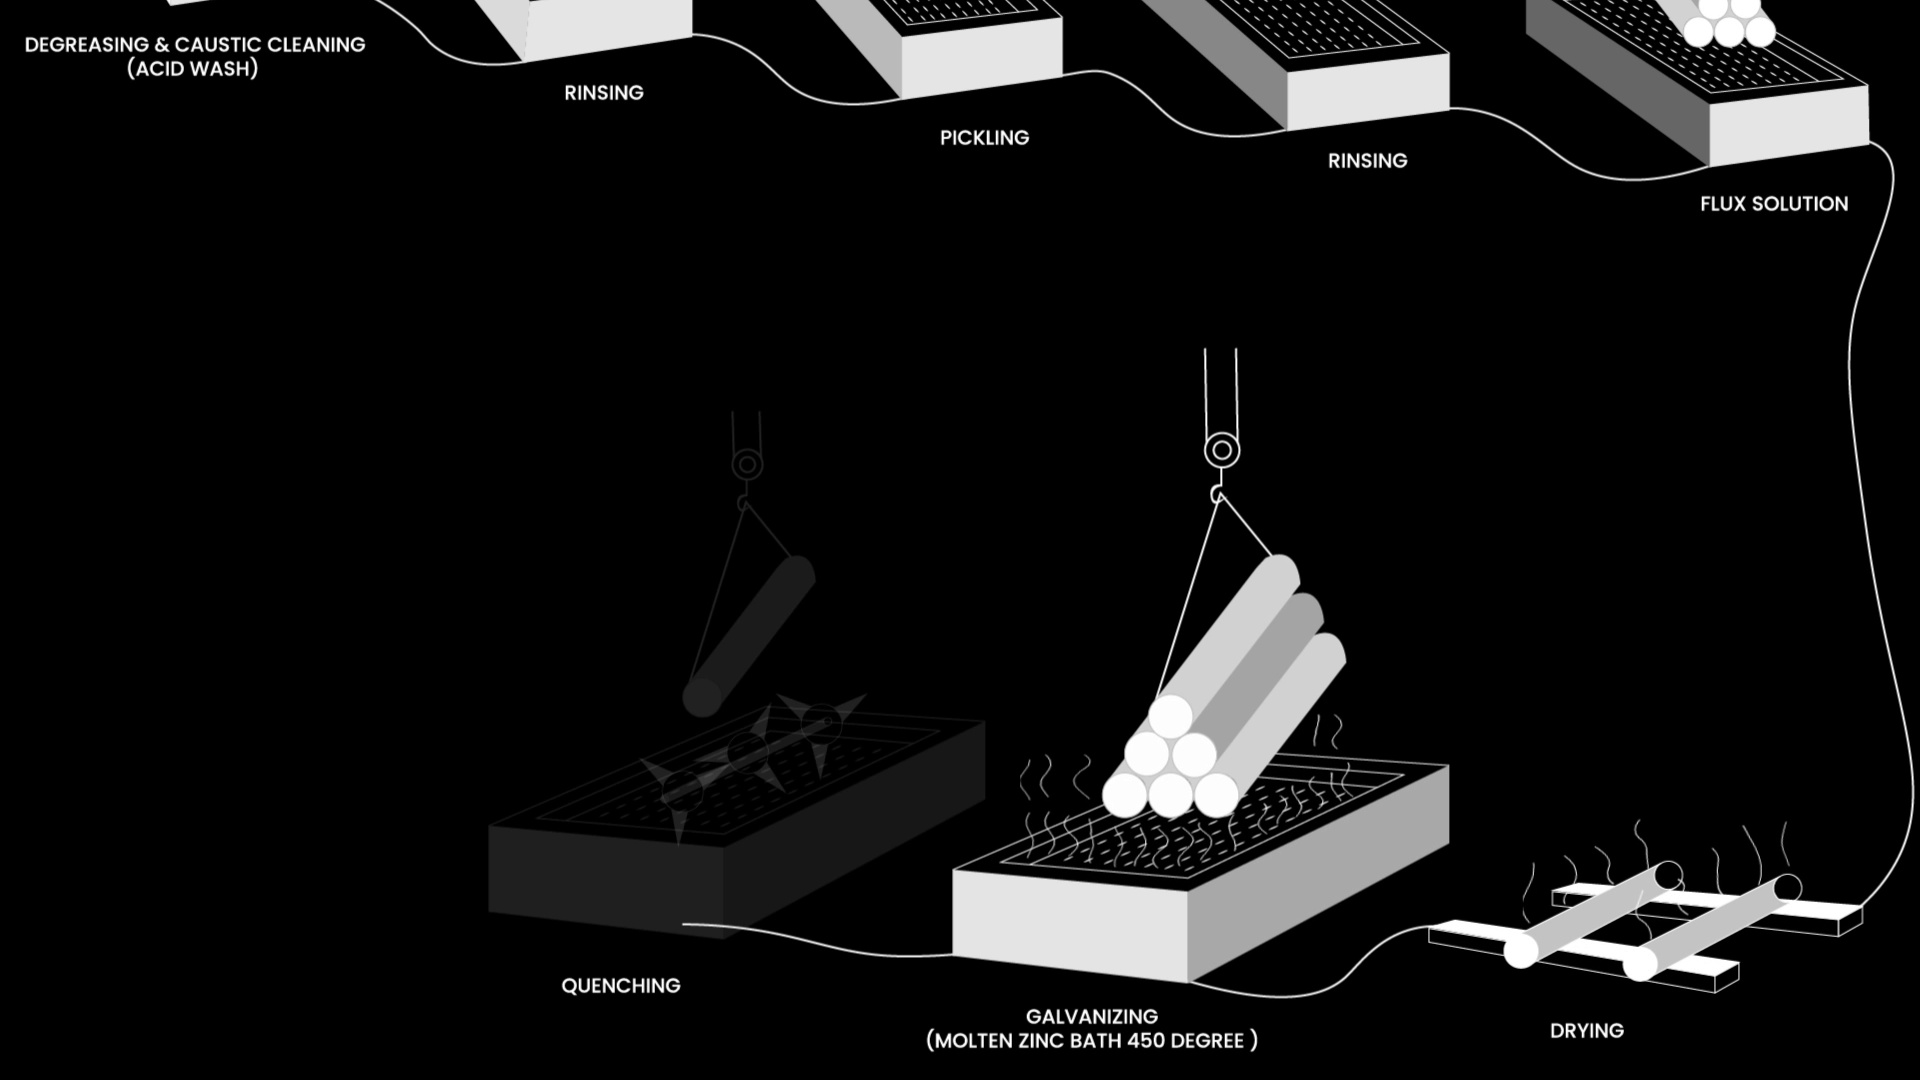 DEGREASING & CAUSTIC CLEANING
(ACID WASH)
RINSING
PICKLING
RINSING
FLUX SOLUTION
QUENCHING
GALVANIZING
(MOLTEN ZINC BATH 450 DEGREE )
DRYING